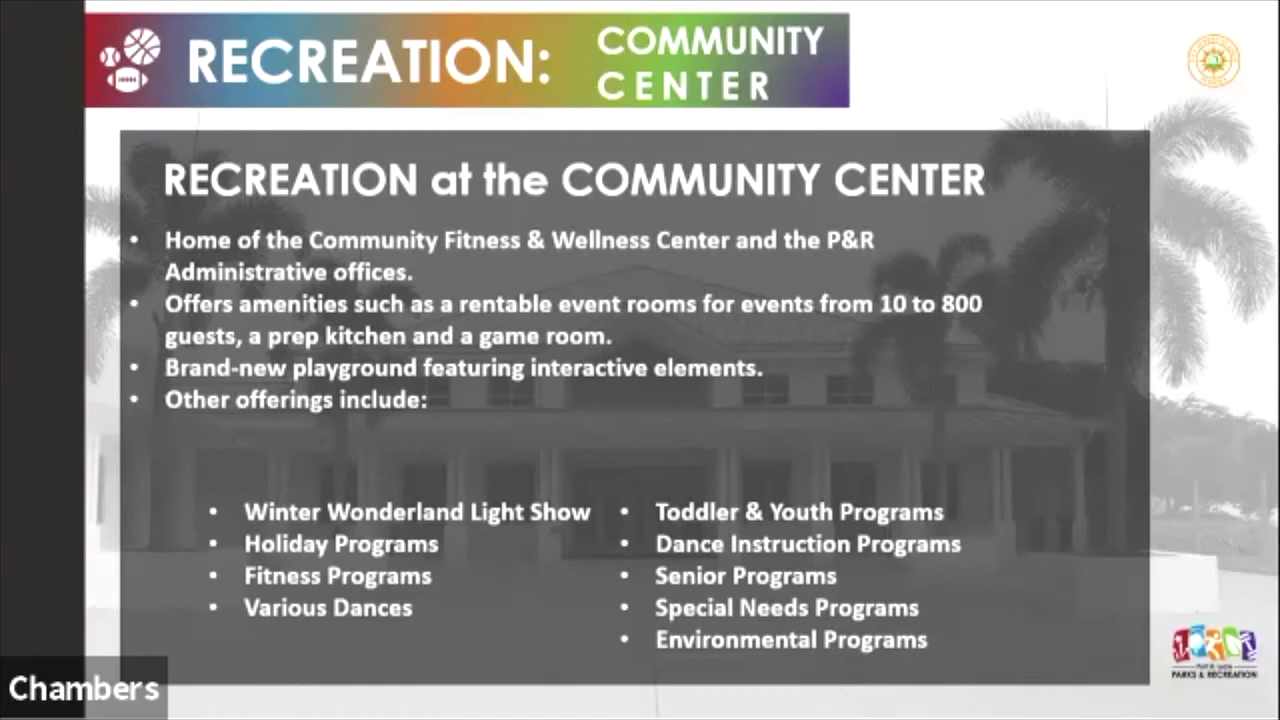 RECREATION:
COMMUNITY
CENTER
RECREATION at the COMMUNITY CENTER
• Home of the Community Fitness & Wellness Center and the P&R
Administrative offices.
• Offers amenities such as a rentable event rooms for events from 10 to 800
guests, a prep kitchen and a game room.
• Brand-new playground featuring interactive elements.
• Other offerings include:
• Winter Wonderland Light Show
• Holiday Programs
• Fitness Programs
• Various Dances
• Toddler & Youth Programs
• Dance Instruction Programs
• Senior Programs
• Special Needs Programs
• Environmental Programs
PARKS & RECREATION
Chambers